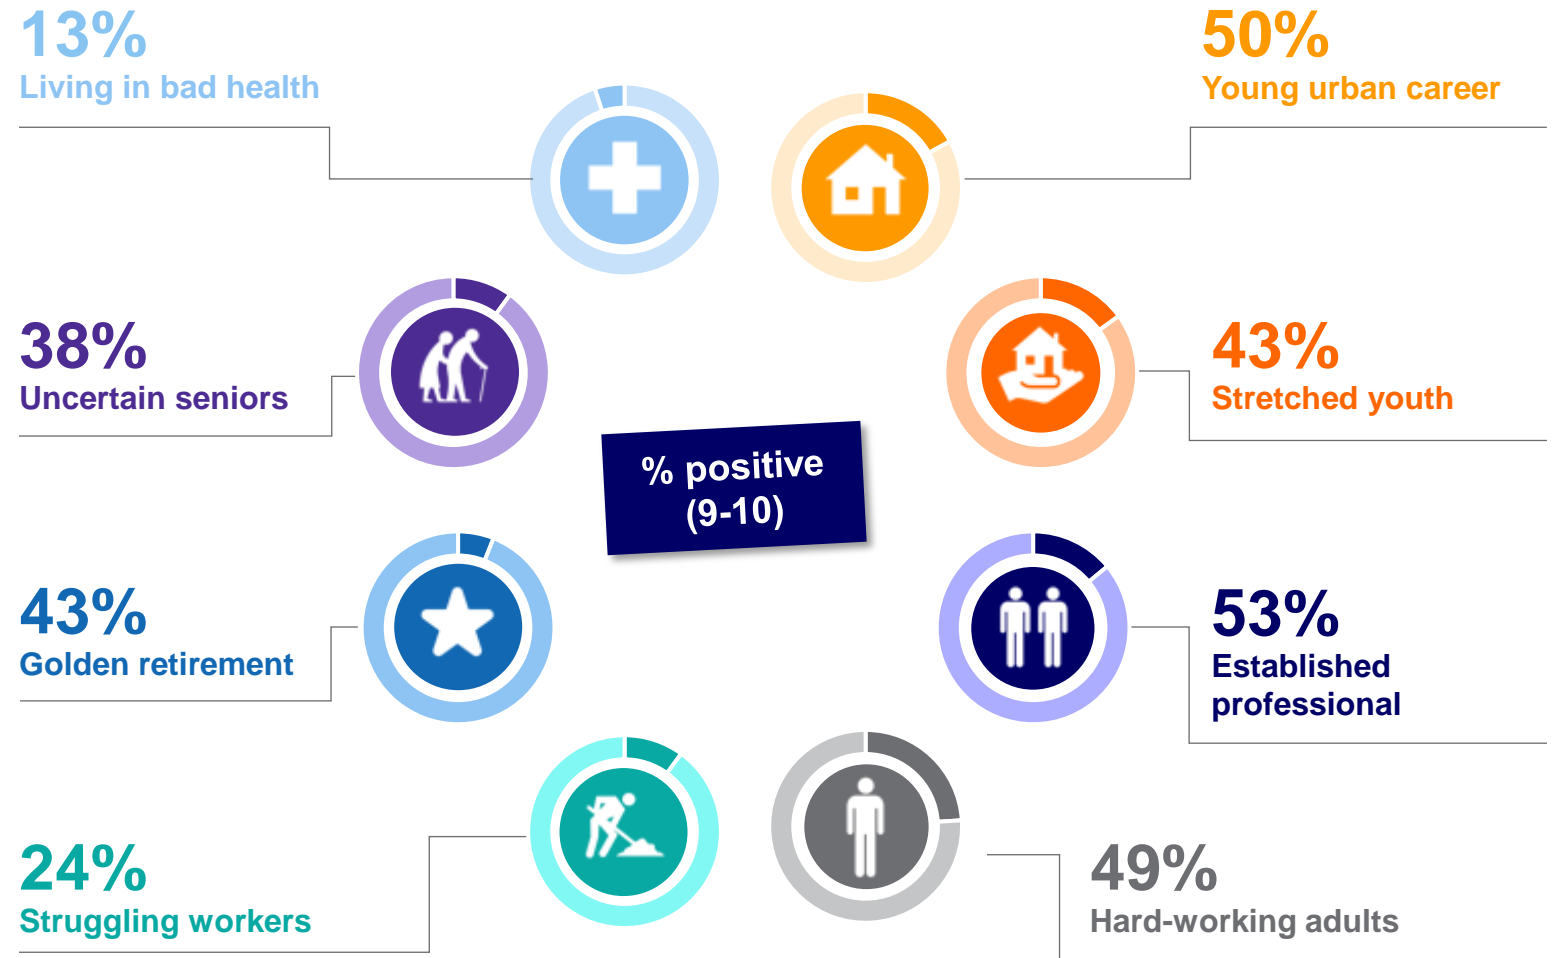 13%
Living in bad health
50%
Young urban career
38%
Uncertain seniors
43%
Stretched youth
% positive
(9-10)
43%
Golden retirement
53%
Established
professional
24%
Struggling workers
49%
Hard-working adults